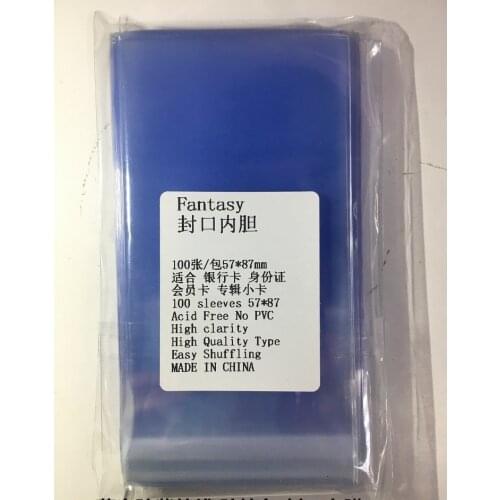 Fantasy
封口内胆
100张/包57*87mm
适合 银行卡 身份证
会员卡 专辑小卡
100 sleeves 57*87
Acid Free No PVC
High clarity
High Quality Type
Easy Shuffling
MADE IN CHINA